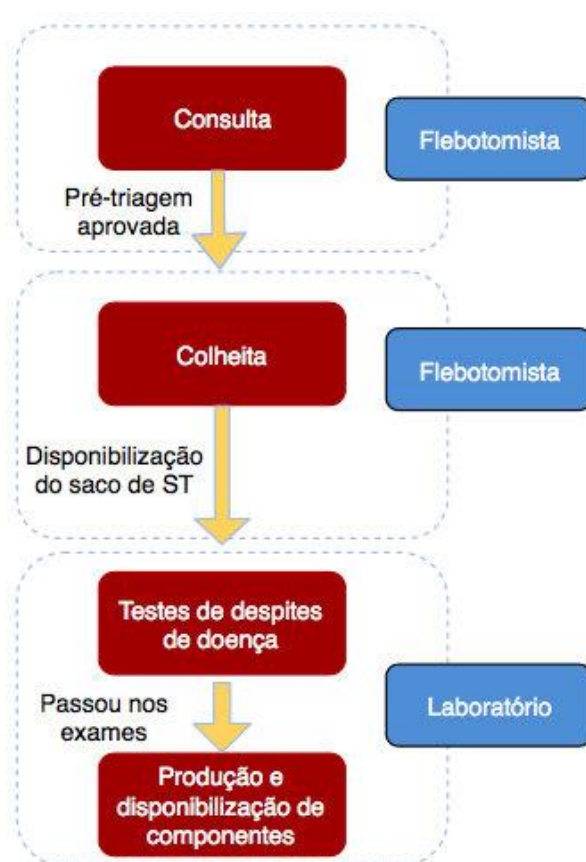 Consulta
Flebotomista
Pré-triagem
aprovada
Colheita
Flebotomista
Disponibilização
do saco de ST
Testes de despites
de doença
Passou nos
exames
Laboratório
Produção e
disponibilização de
componentes